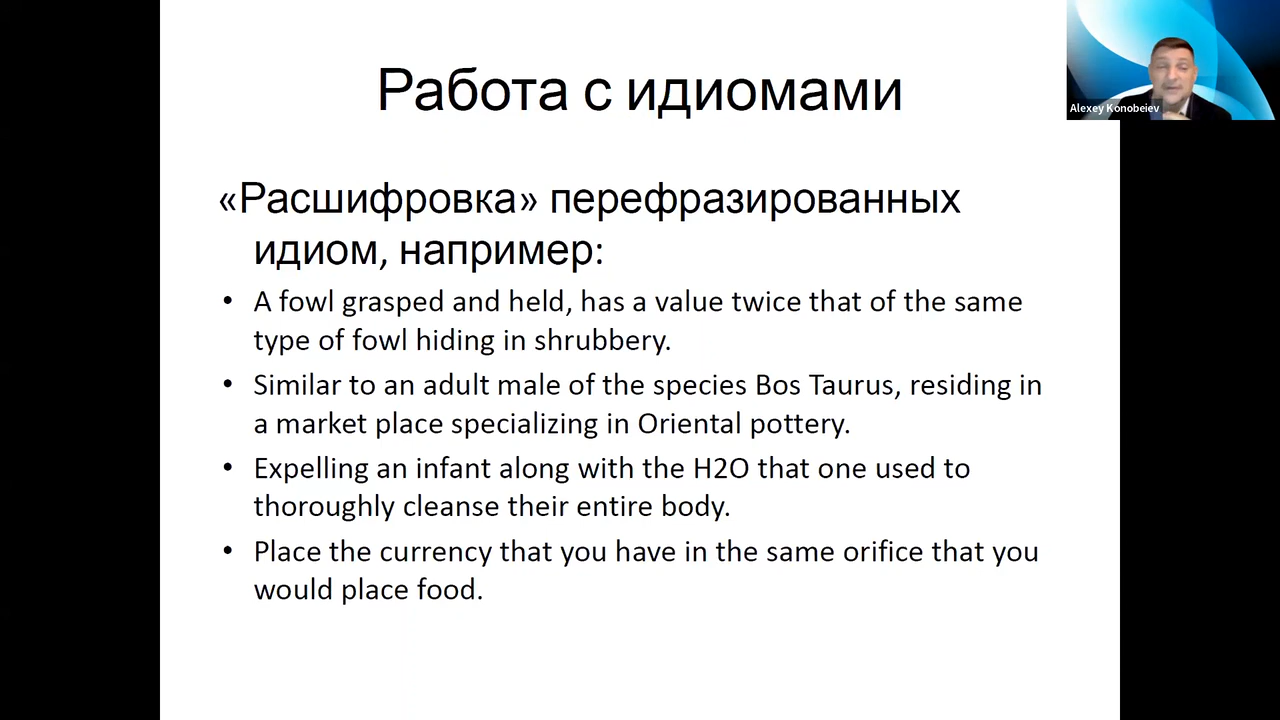 Работа с идиомами
Alexey Konobeiev
«Расшифровка» перефразированных
идиом, например:
• A fowl grasped and held, has a value twice that of the same
type of fowl hiding in shrubbery.
• Similar to an adult male of the species Bos Taurus, residing in
a market place specializing in Oriental pottery.
• Expelling an infant along with the H2O that one used to
thoroughly cleanse their entire body.
• Place the currency that you have in the same orifice that you
would place food.